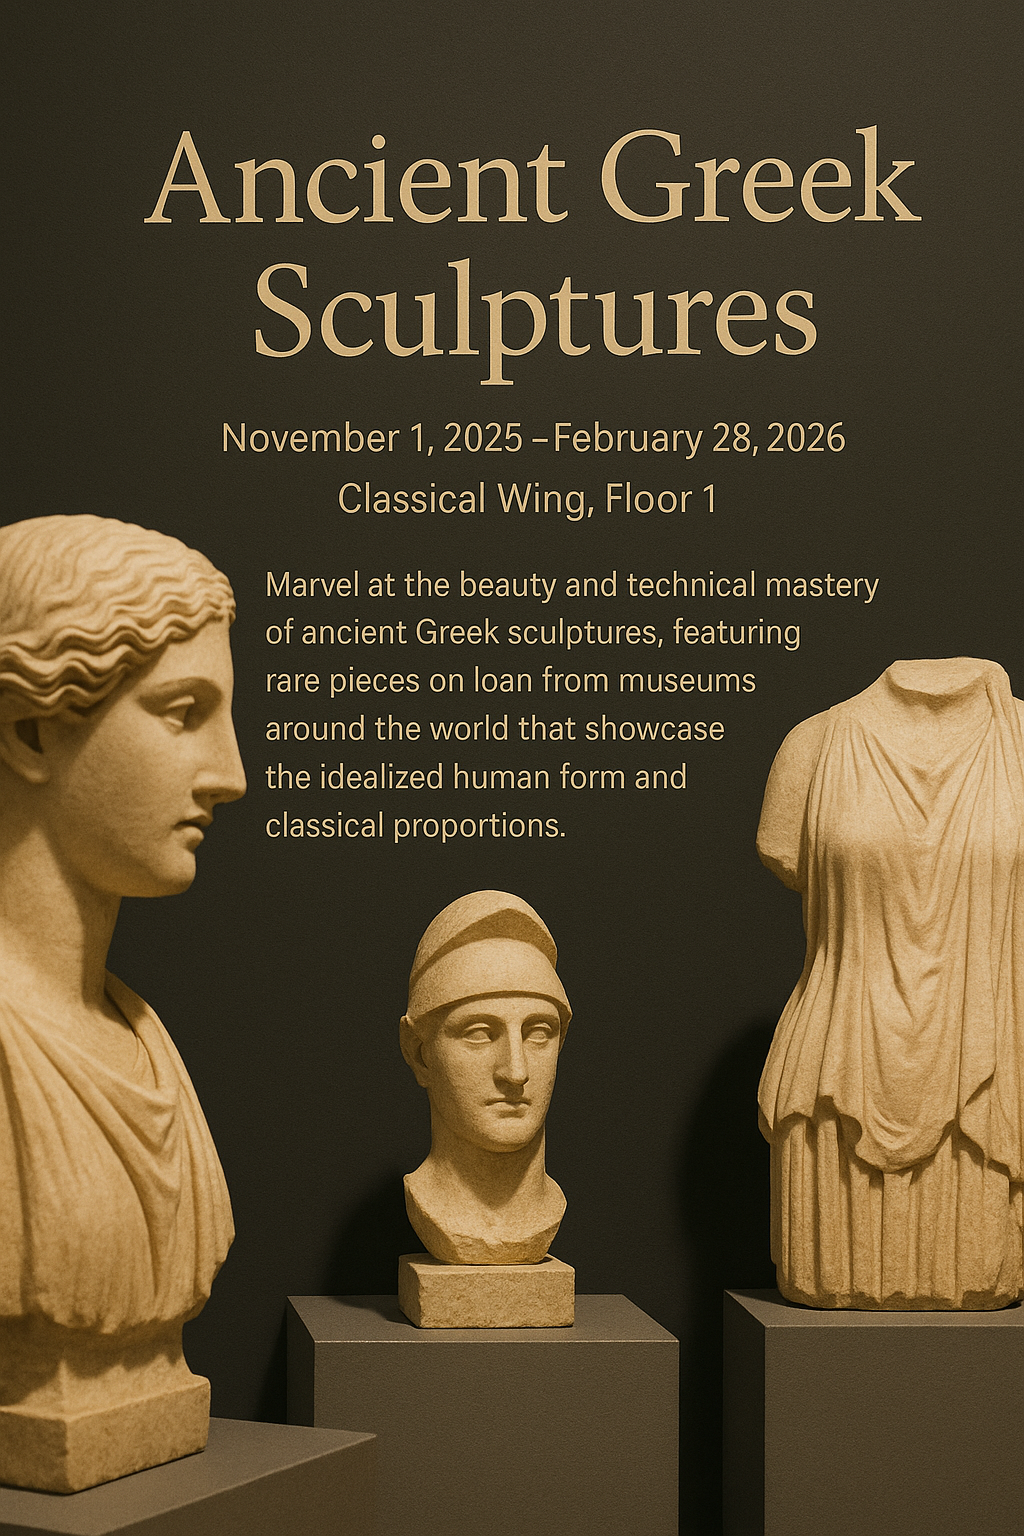 Ancient Greek
Sculptures
November 1, 2025 – February 28, 2026
Classical Wing, Floor 1
Marvel at the beauty and technical mastery
of ancient Greek sculptures, featuring
rare pieces on loan from museums
around the world that showcase
the idealized human form and
classical proportions.